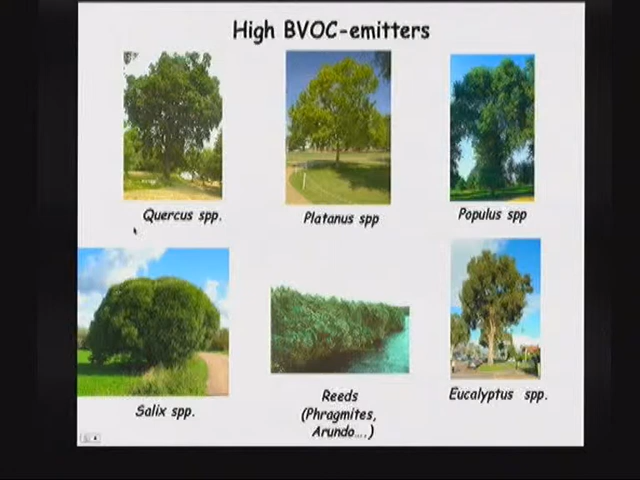 High BVOC-emitters
Quercus spp.
Platanus spp
Populus spp
Salix spp.
Reeds
(Phragmites,
Arundo....)
Eucalyptus spp.